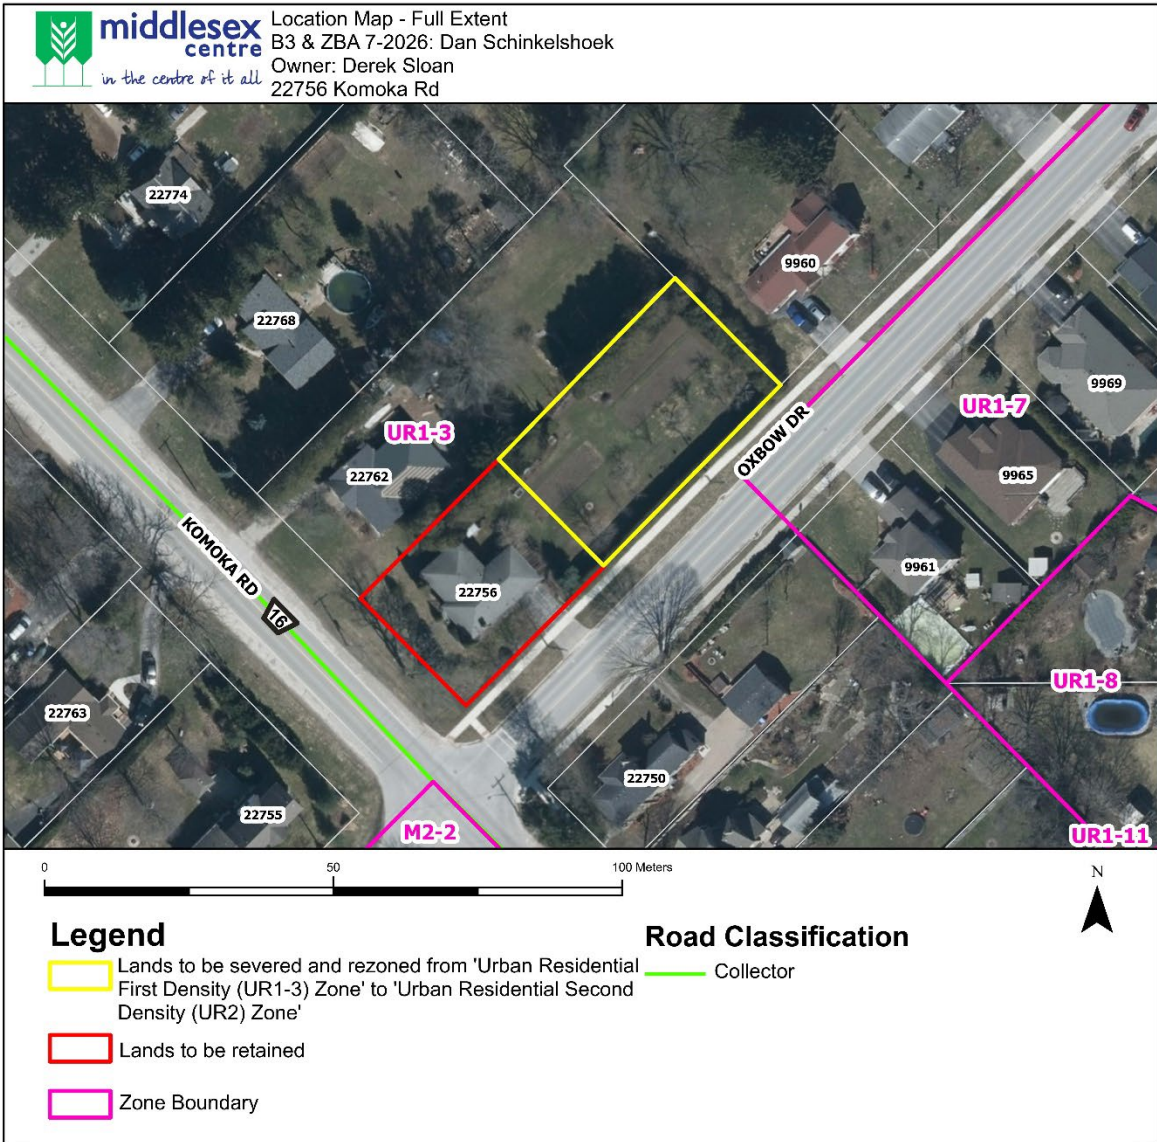 middlesex
centre
in the centre of it all
Location Map - Full Extent
B3 & ZBA 7-2026: Dan Schinkelshoek
Owner: Derek Sloan
22756 Komoka Rd
22774
9960
22768
9969
UR1-7
UR1-3
OXBOW DR
9965
22762
KOMOKA RD
9961
22756
16
UR1-8
22763
22750
22755
M2-2
UR1-11
0
50
100 Meters
N
Legend
Lands to be severed and rezoned from 'Urban Residential
First Density (UR1-3) Zone' to 'Urban Residential Second
Density (UR2) Zone'
Lands to be retained
Zone Boundary
Road Classification
Collector